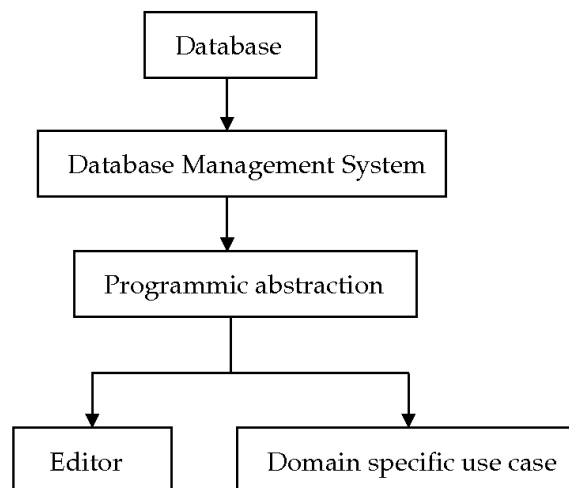 Database
Database Management System
Programmic abstraction
Editor
Domain specific use case